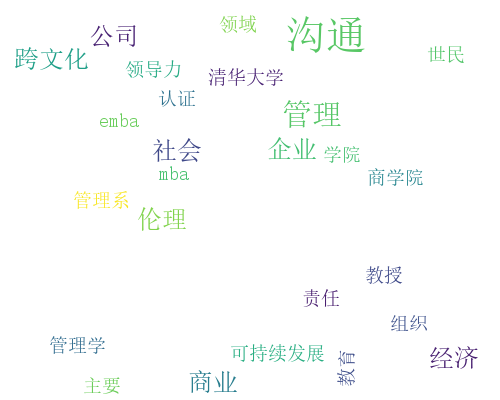 领域
沟通
公司
跨文化
世民
领导力
清华大学
认证
emba
管理
社会
企业
学院
mba
商学院
管理系
伦理
教授
责任
组织
管理学
可持续发展
教育
经济
主要
商业